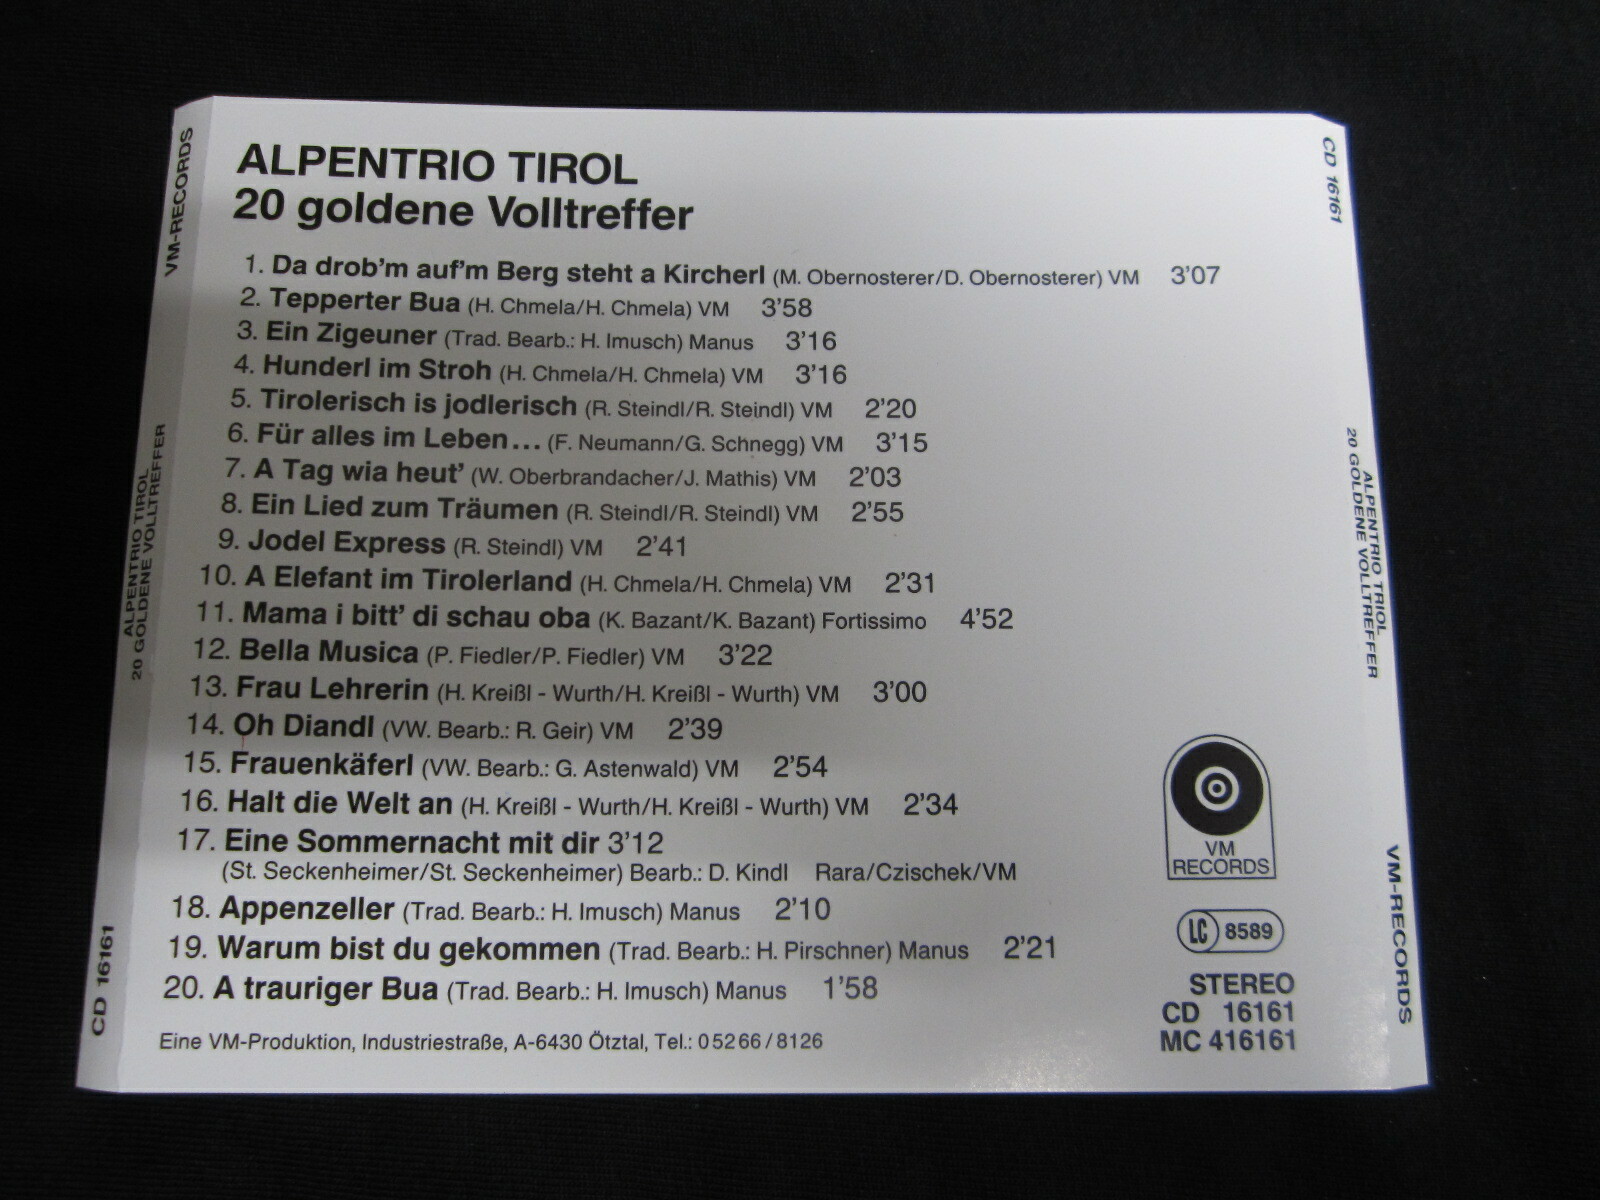 ALPENTRIO TIROL
20 goldene Volltreffer
1. Da drob'm auf'm Berg steht a Kircherl (M. Obernosterer/D. Obernosterer) VM 3'07
2. Tepperter Bua (H. Chmela/H. Chmela) VM 3'58
3. Ein Zigeuner (Trad. Bearb.: H. Imusch) Manus 3'16
4. Hunderl im Stroh (H. Chmela/H. Chmela) VM 3'16
5. Tirolerisch is jodlerisch (R. Steindl/R. Steindl) VM 2'20
6. Für alles im Leben... (F. Neumann/G. Schnegg) VM 3'15
7. A Tag wia heut' (W. Oberbrandacher/J. Mathis) VM 2'03
8. Ein Lied zum Träumen (R. Steindl/R. Steindl) VM 2'55
9. Jodel Express (R. Steindl) VM 2'41
10. A Elefant im Tirolerland (H. Chmela/H. Chmela) VM 2'31
11. Mama i bitt' di schau oba (K. Bazant/K. Bazant) Fortissimo 4'52
12. Bella Musica (P. Fiedler/P. Fiedler) VM 3'22
13. Frau Lehrerin (H. Kreißl - Wurth/H. Kreißl - Wurth) VM 3'00
14. Oh Diandl (VW. Bearb.: R. Geir) VM 2'39
15. Frauenkäferl (VW. Bearb.: G. Astenwald) VM 2'54
16. Halt die Welt an (H. Kreißl - Wurth/H. Kreißl - Wurth) VM 2'34
17. Eine Sommernacht mit dir 3'12
(St. Seckenheimer/St. Seckenheimer) Bearb.: D. Kindl Rara/Czischek/VM
18. Appenzeller (Trad. Bearb.: H. Imusch) Manus 2'10
19. Warum bist du gekommen (Trad. Bearb.: H. Pirschner) Manus 2'21
20. A trauriger Bua (Trad. Bearb.: H. Imusch) Manus 1'58
Eine VM-Produktion, Industriestraße, A-6430 Ötztal, Tel.: 05266/8126
VM
RECORDS
LC 8589
STEREO
CD 16161
MC 416161
VM-RECORDS
ALPENTRIO TIROL
20 GOLDENE VOLLTREFFER
CD 16161
CD 16161
ALPENTRIO TRIOL
20 GOLDENE VOLLTREFFER
VM-RECORDS